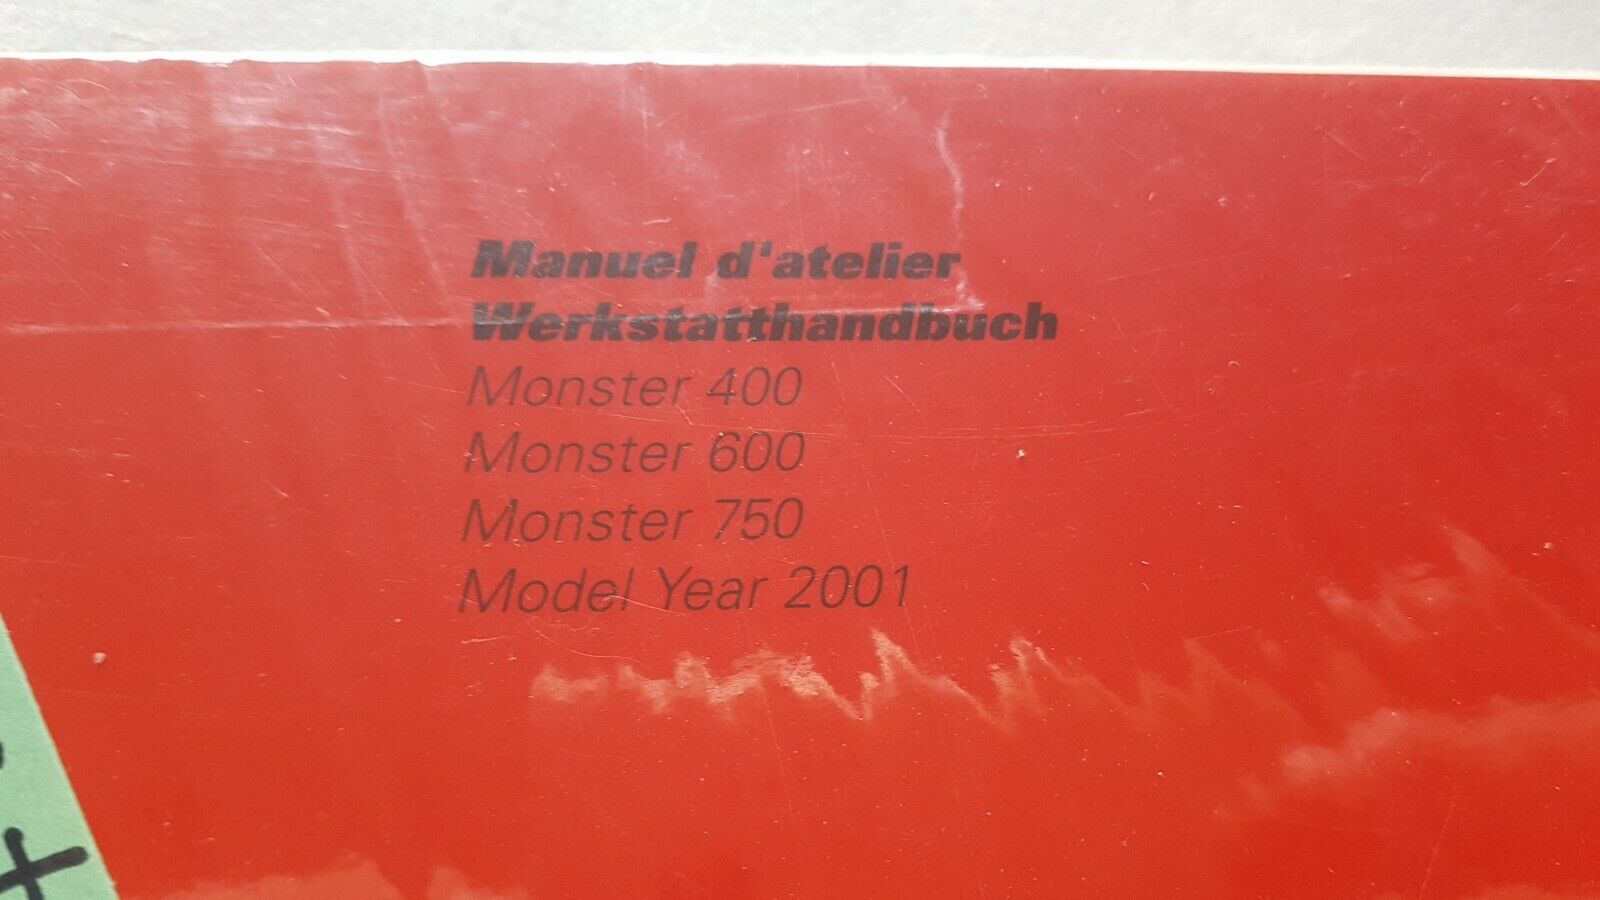 Manuel d'atelier
Werkstatthandbuch
Monster 400
Monster 600
Monster 750
Model Year 2001